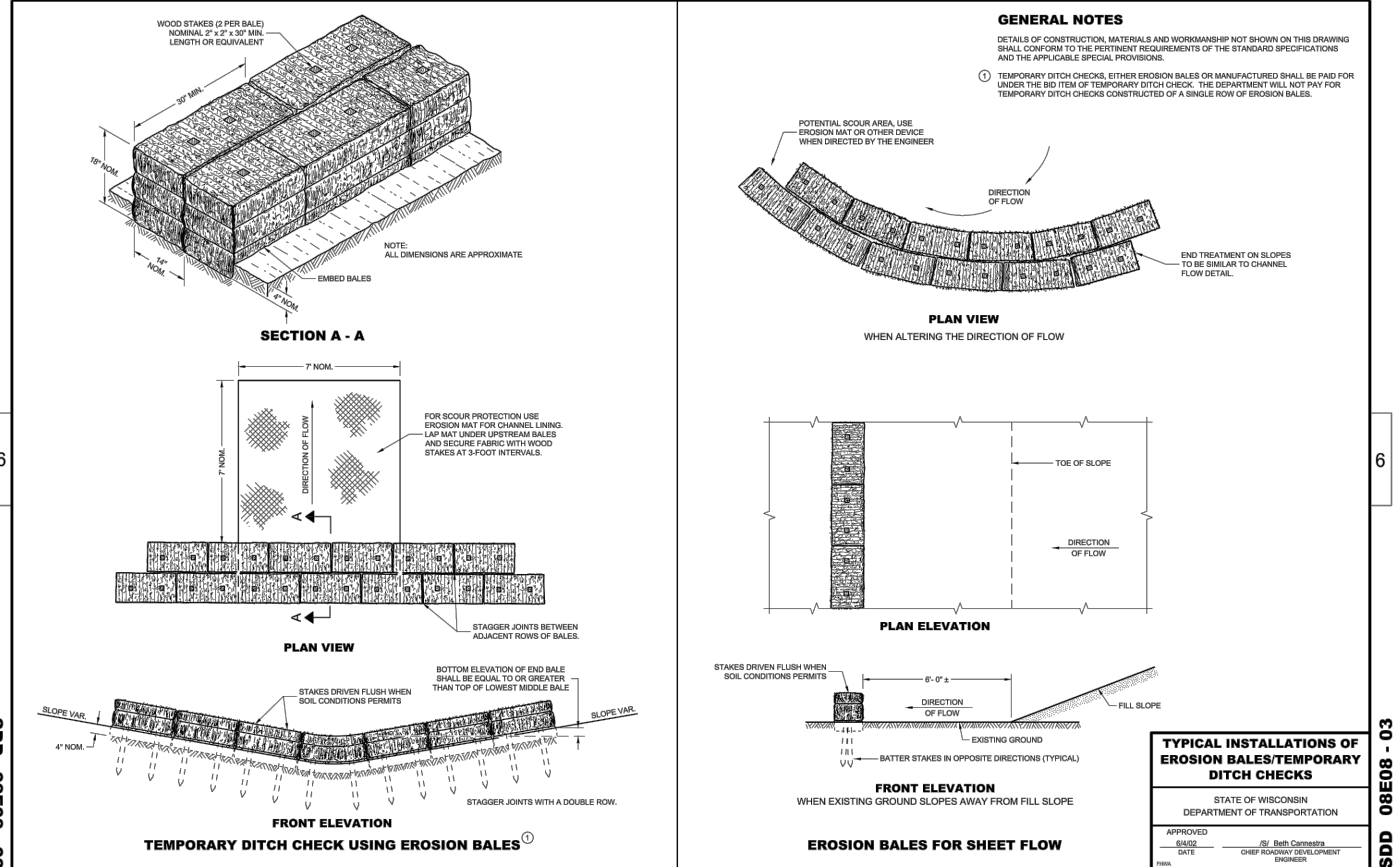 WOOD STAKES (2 PER BALE)
NOMINAL 2" x 2" x 30" MIN.
LENGTH OR EQUIVALENT
30" MIN.
18" NOM.
14"
NOM.
NOTE:
ALL DIMENSIONS ARE APPROXIMATE
EMBED BALES
4" NOM.
SECTION A - A
7' NOM.
7' NOM.
DIRECTION OF FLOW
FOR SCOUR PROTECTION USE
EROSION MAT FOR CHANNEL LINING.
LAP MAT UNDER UPSTREAM BALES
AND SECURE FABRIC WITH WOOD
STAKES AT 3-FOOT INTERVALS.
A
A
STAGGER JOINTS BETWEEN
ADJACENT ROWS OF BALES.
PLAN VIEW
BOTTOM ELEVATION OF END BALE
SHALL BE EQUAL TO OR GREATER
THAN TOP OF LOWEST MIDDLE BALE
STAKES DRIVEN FLUSH WHEN
SOIL CONDITIONS PERMITS
SLOPE VAR.
SLOPE VAR.
4" NOM.
STAGGER JOINTS WITH A DOUBLE ROW.
FRONT ELEVATION
TEMPORARY DITCH CHECK USING EROSION BALES 1
GENERAL NOTES
DETAILS OF CONSTRUCTION, MATERIALS AND WORKMANSHIP NOT SHOWN ON THIS DRAWING
SHALL CONFORM TO THE PERTINENT REQUIREMENTS OF THE STANDARD SPECIFICATIONS
AND THE APPLICABLE SPECIAL PROVISIONS.
1 TEMPORARY DITCH CHECKS, EITHER EROSION BALES OR MANUFACTURED SHALL BE PAID FOR
UNDER THE BID ITEM OF TEMPORARY DITCH CHECK. THE DEPARTMENT WILL NOT PAY FOR
TEMPORARY DITCH CHECKS CONSTRUCTED OF A SINGLE ROW OF EROSION BALES.
POTENTIAL SCOUR AREA, USE
EROSION MAT OR OTHER DEVICE
WHEN DIRECTED BY THE ENGINEER
DIRECTION
OF FLOW
END TREATMENT ON SLOPES
TO BE SIMILAR TO CHANNEL
FLOW DETAIL.
PLAN VIEW
WHEN ALTERING THE DIRECTION OF FLOW
TOE OF SLOPE
DIRECTION
OF FLOW
PLAN ELEVATION
STAKES DRIVEN FLUSH WHEN
SOIL CONDITIONS PERMITS
6'- 0" ±
DIRECTION
OF FLOW
FILL SLOPE
EXISTING GROUND
BATTER STAKES IN OPPOSITE DIRECTIONS (TYPICAL)
FRONT ELEVATION
WHEN EXISTING GROUND SLOPES AWAY FROM FILL SLOPE
EROSION BALES FOR SHEET FLOW
6
6
TYPICAL INSTALLATIONS OF
EROSION BALES/TEMPORARY
DITCH CHECKS
STATE OF WISCONSIN
DEPARTMENT OF TRANSPORTATION
APPROVED
6/4/02 /S/ Beth Cannestra
DATE CHIEF ROADWAY DEVELOPMENT
ENGINEER
FHWA
SDD 08E08 - 03